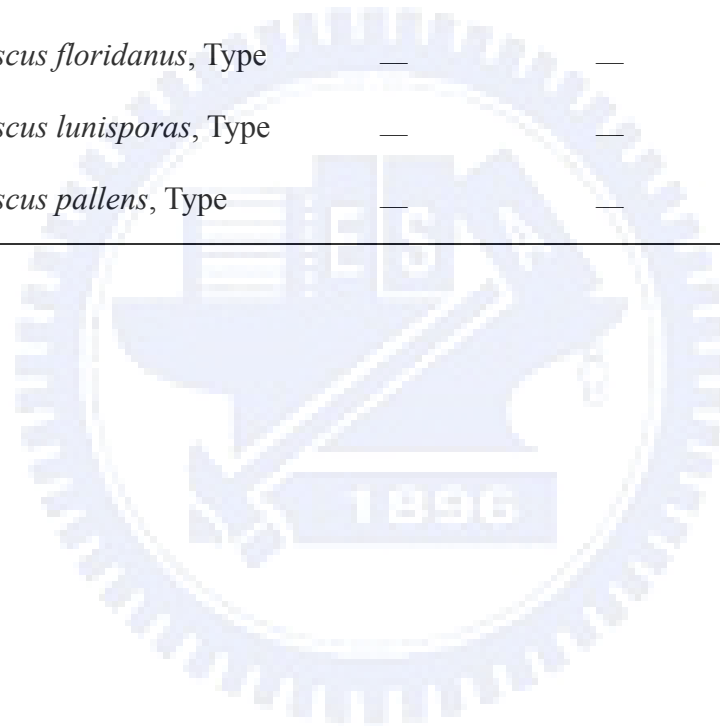 scus floridanus, Type — —
scus lunisporas, Type — —
scus pallens, Type — —
E S A
1896